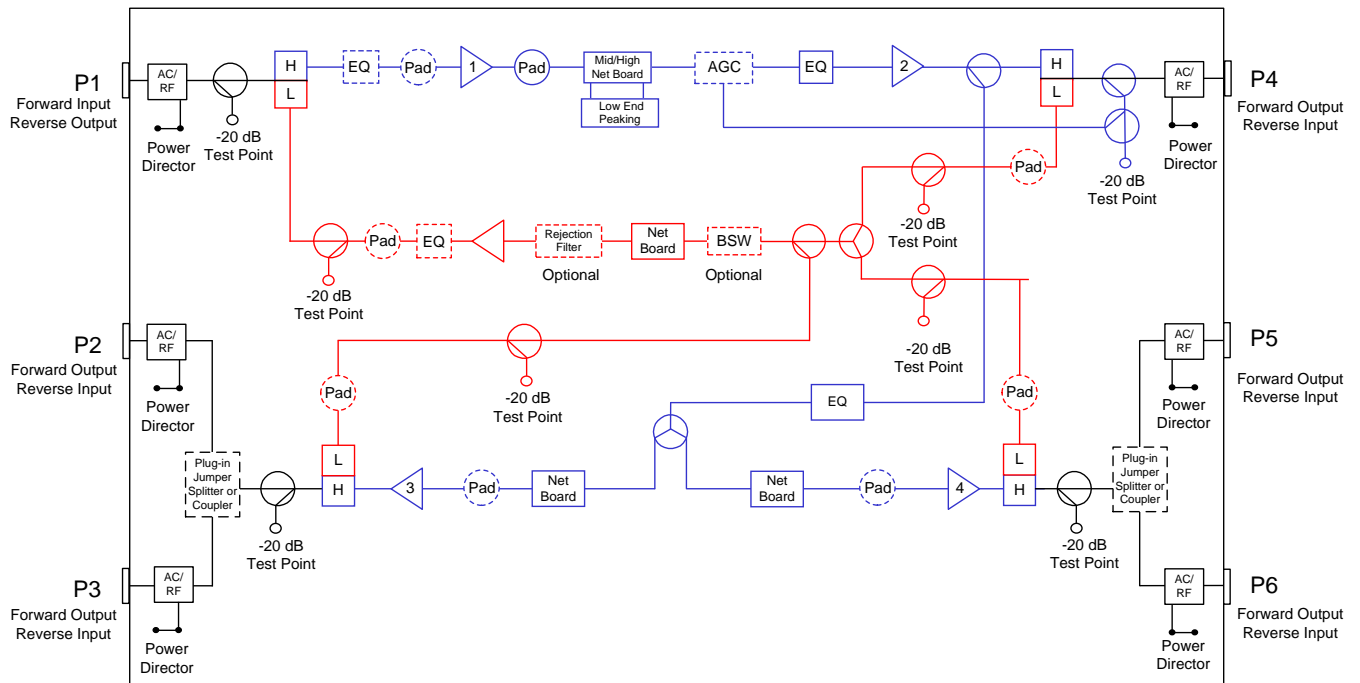 P1
Forward Input
Reverse Output
AC/
RF
Power
Director
-20 dB
Test Point
H
L
EQ
Pad
1
Pad
Mid/High
Net Board
Low End
Peaking
AGC
EQ
2
H
L
-20 dB
Test Point
AC/
RF
Power
Director
P4
Forward Output
Reverse Input
-20 dB
Test Point
Pad
EQ
Rejection
Filter
Optional
Net
Board
BSW
Optional
-20 dB
Test Point
Pad
-20 dB
Test Point
P2
Forward Output
Reverse Input
AC/
RF
Power
Director
Pad
-20 dB
Test Point
EQ
Pad
AC/
RF
Power
Director
P5
Forward Output
Reverse Input
Plug-in
Jumper
Splitter or
Coupler
-20 dB
Test Point
L
H
3
Pad
Net
Board
Net
Board
Pad
4
L
H
-20 dB
Test Point
Plug-in
Jumper
Splitter or
Coupler
P3
Forward Output
Reverse Input
AC/
RF
Power
Director
AC/
RF
Power
Director
P6
Forward Output
Reverse Input